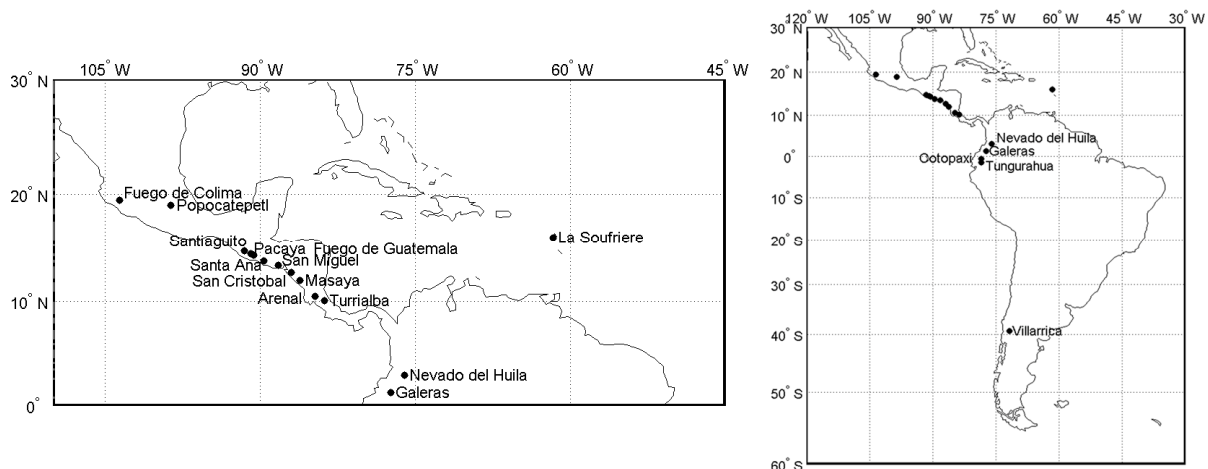 105° W 90° W 75° W 60° W 45° W
30° N
20° N
10° N
0°
Fuego de Colima
Popocatepetl
Santiaguito
Pacaya Fuego de Guatemala
La Soufriere
Santa Ana
San Miguel
San Cristobal
Masaya
Arenal
Turrialba
Nevado del Huila
Galeras
120° W 105° W 90° W 75° W 60° W 45° W 30° W
30° N
20° N
10° N
0°
10° S
20° S
30° S
40° S
50° S
60° S
Nevado del Huila
Galeras
Cotopaxi
Tungurahua
Villarrica